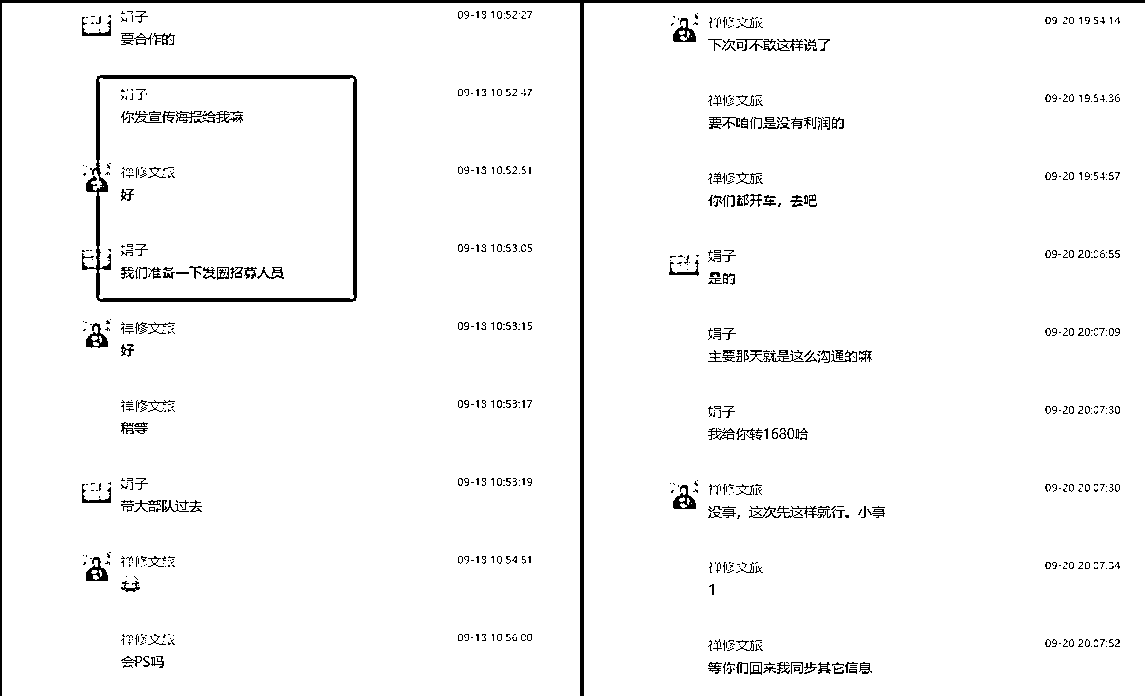 娟子
09-13 10:52:27
要合作的
娟子
09-13 10:52:47
你发宣传海报给我嘛
禅修文旅
09-13 10:52:51
好
娟子
09-13 10:53:05
我们准备一下发圈招募人员
禅修文旅
09-13 10:53:15
好
禅修文旅
09-13 10:53:17
稍等
娟子
09-13 10:53:19
带大部队过去
禅修文旅
09-13 10:54:51
禅修文旅
09-13 10:56:00
会PS吗
禅修文旅
09-20 19:54:14
下次可不敢这样说了
禅修文旅
09-20 19:54:36
要不咱们是没有利润的
禅修文旅
09-20 19:54:57
你们都开车，去吧
娟子
09-20 20:06:55
是的
娟子
09-20 20:07:09
主要那天就是这么沟通的嘛
娟子
09-20 20:07:30
我给你转1680哈
禅修文旅
09-20 20:07:30
没事，这次先这样就行。小事
禅修文旅
09-20 20:07:34
1
禅修文旅
09-20 20:07:52
等你们回来我同步其它信息